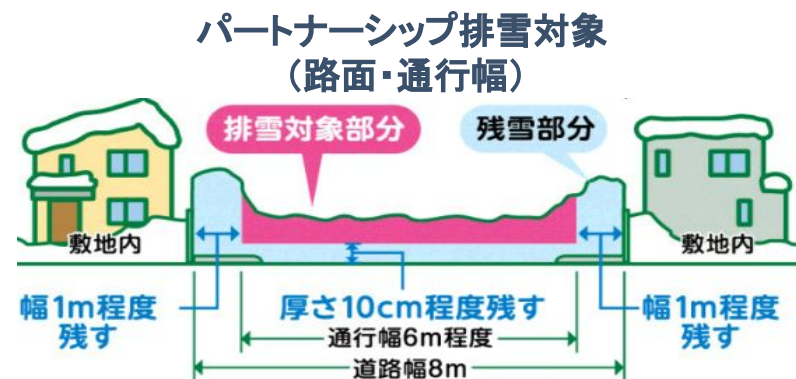 パートナーシップ排雪対象
（路面・通行幅）
排雪対象部分
残雪部分
敷地内
敷地内
幅1m程度
残す
厚さ10cm程度残す
幅1m程度
残す
通行幅6m程度
道路幅8m